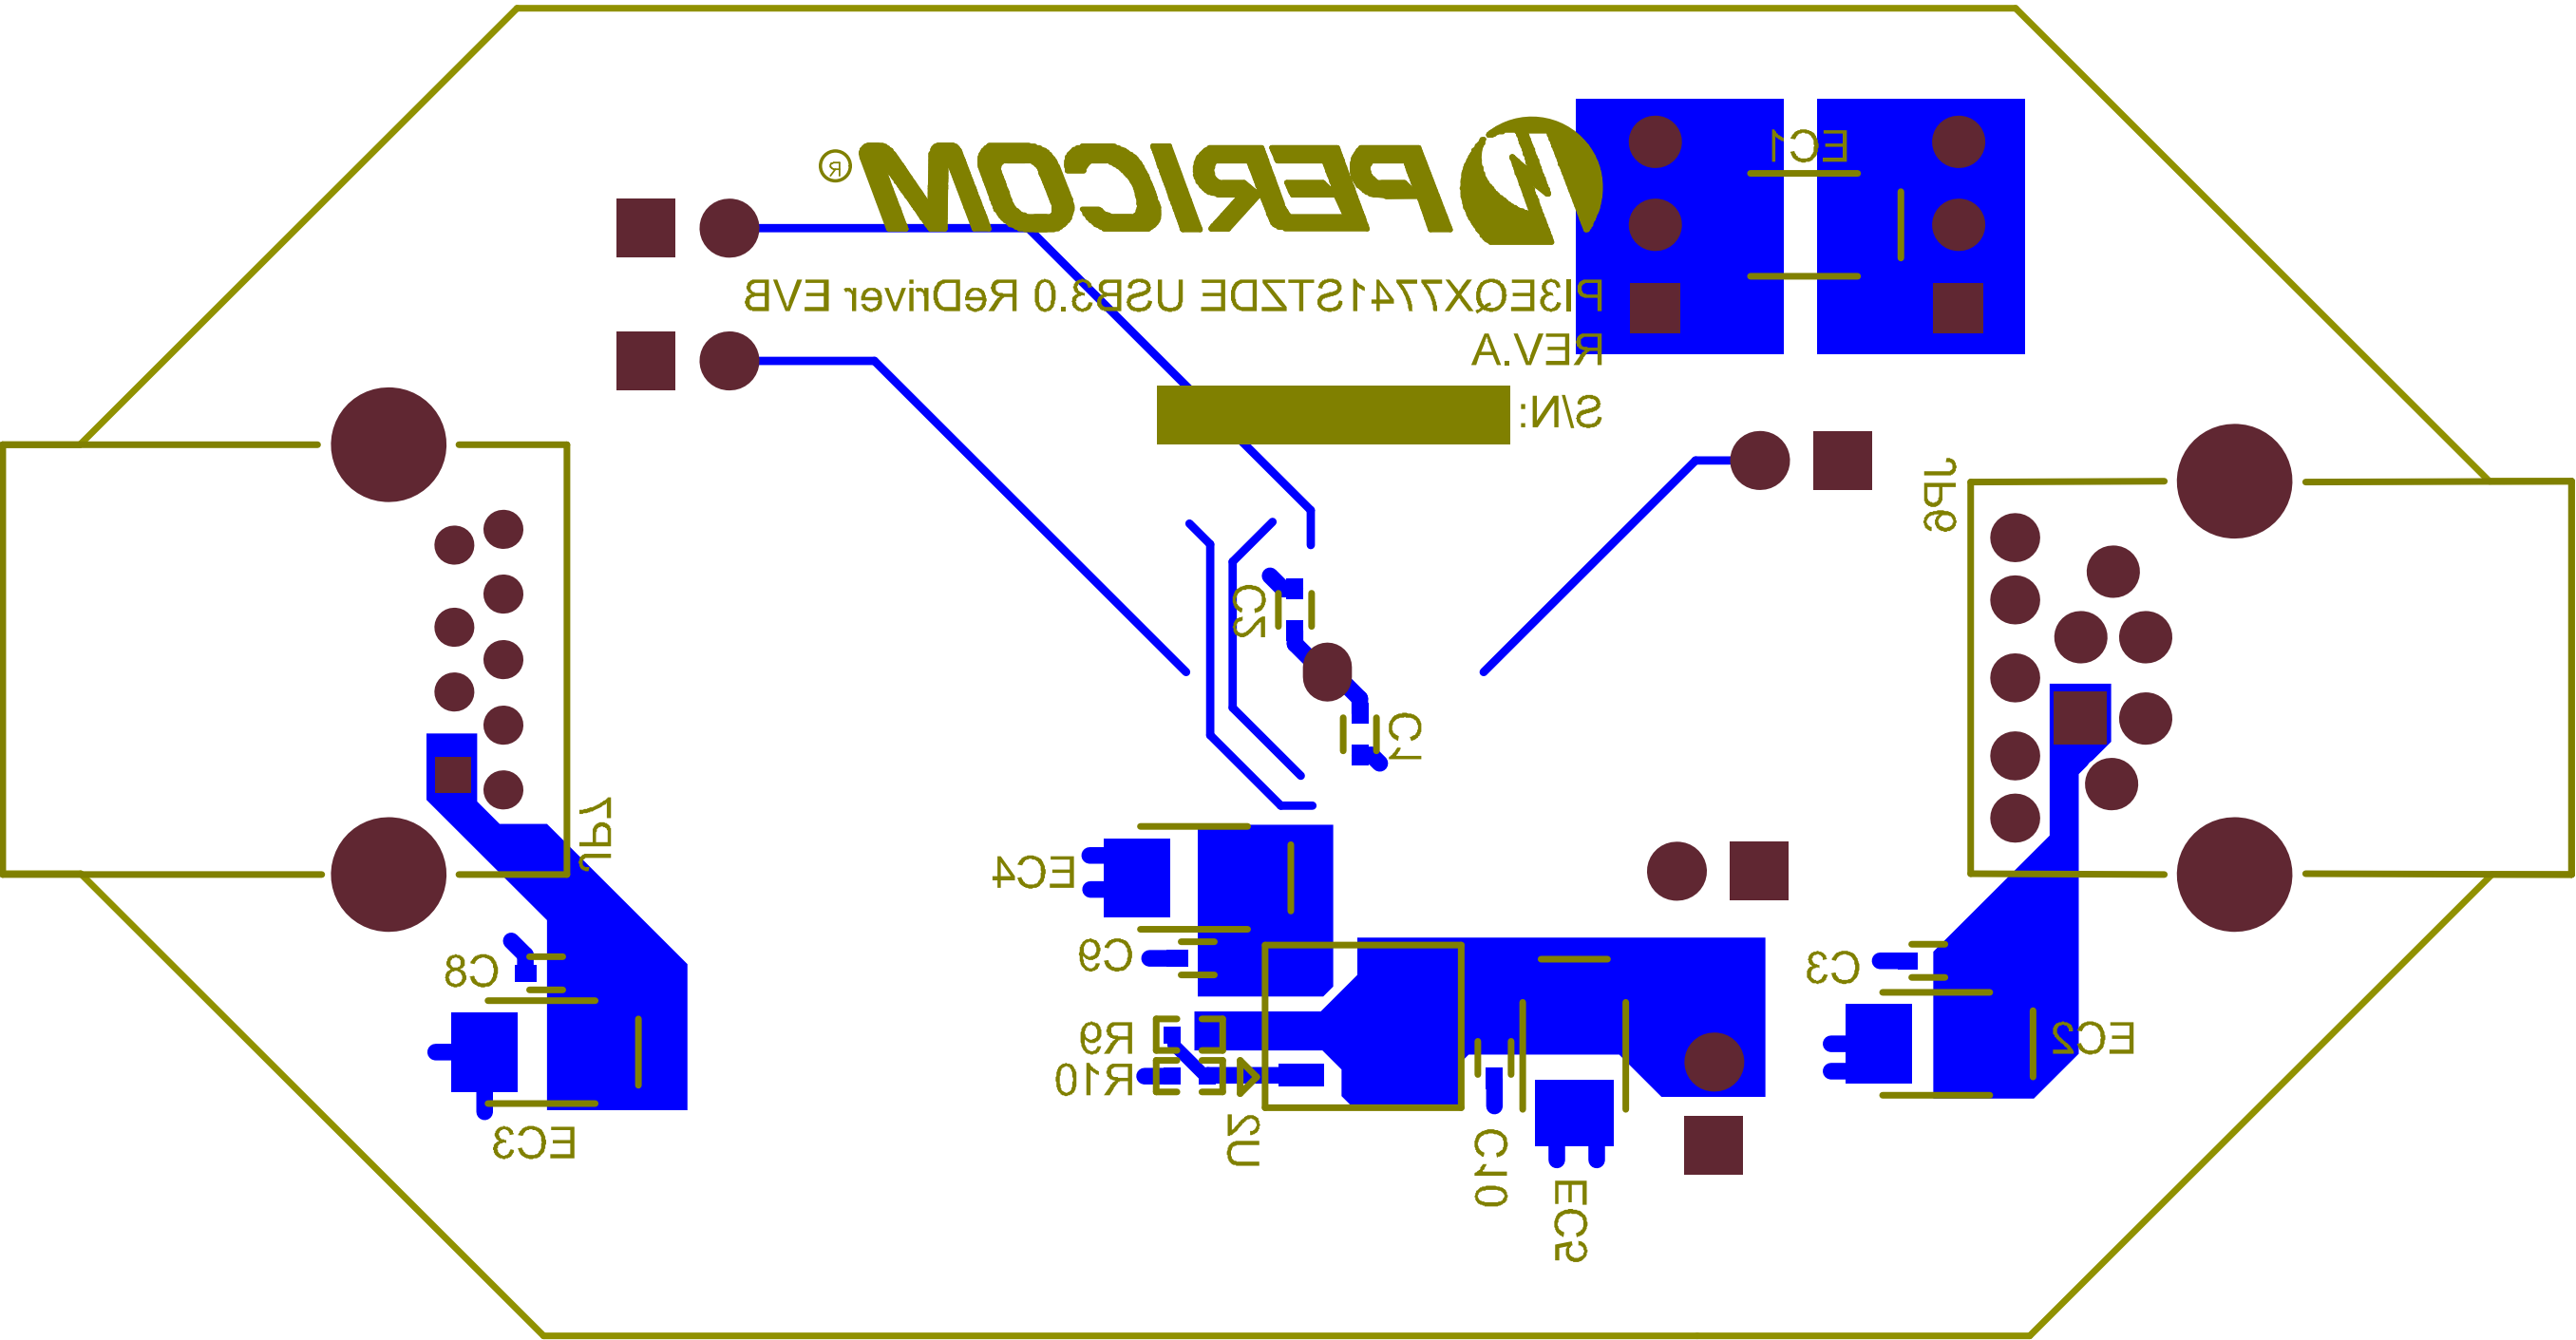 PERICOM®
EC1
PI3EQX7741STZDE USB3.0 ReDriver EVB
REV.A
S/N:
JP6
C2
C1
JP7
EC4
C9
C8
C3
R9
EC2
R10
EC3
U2
C10
EC5